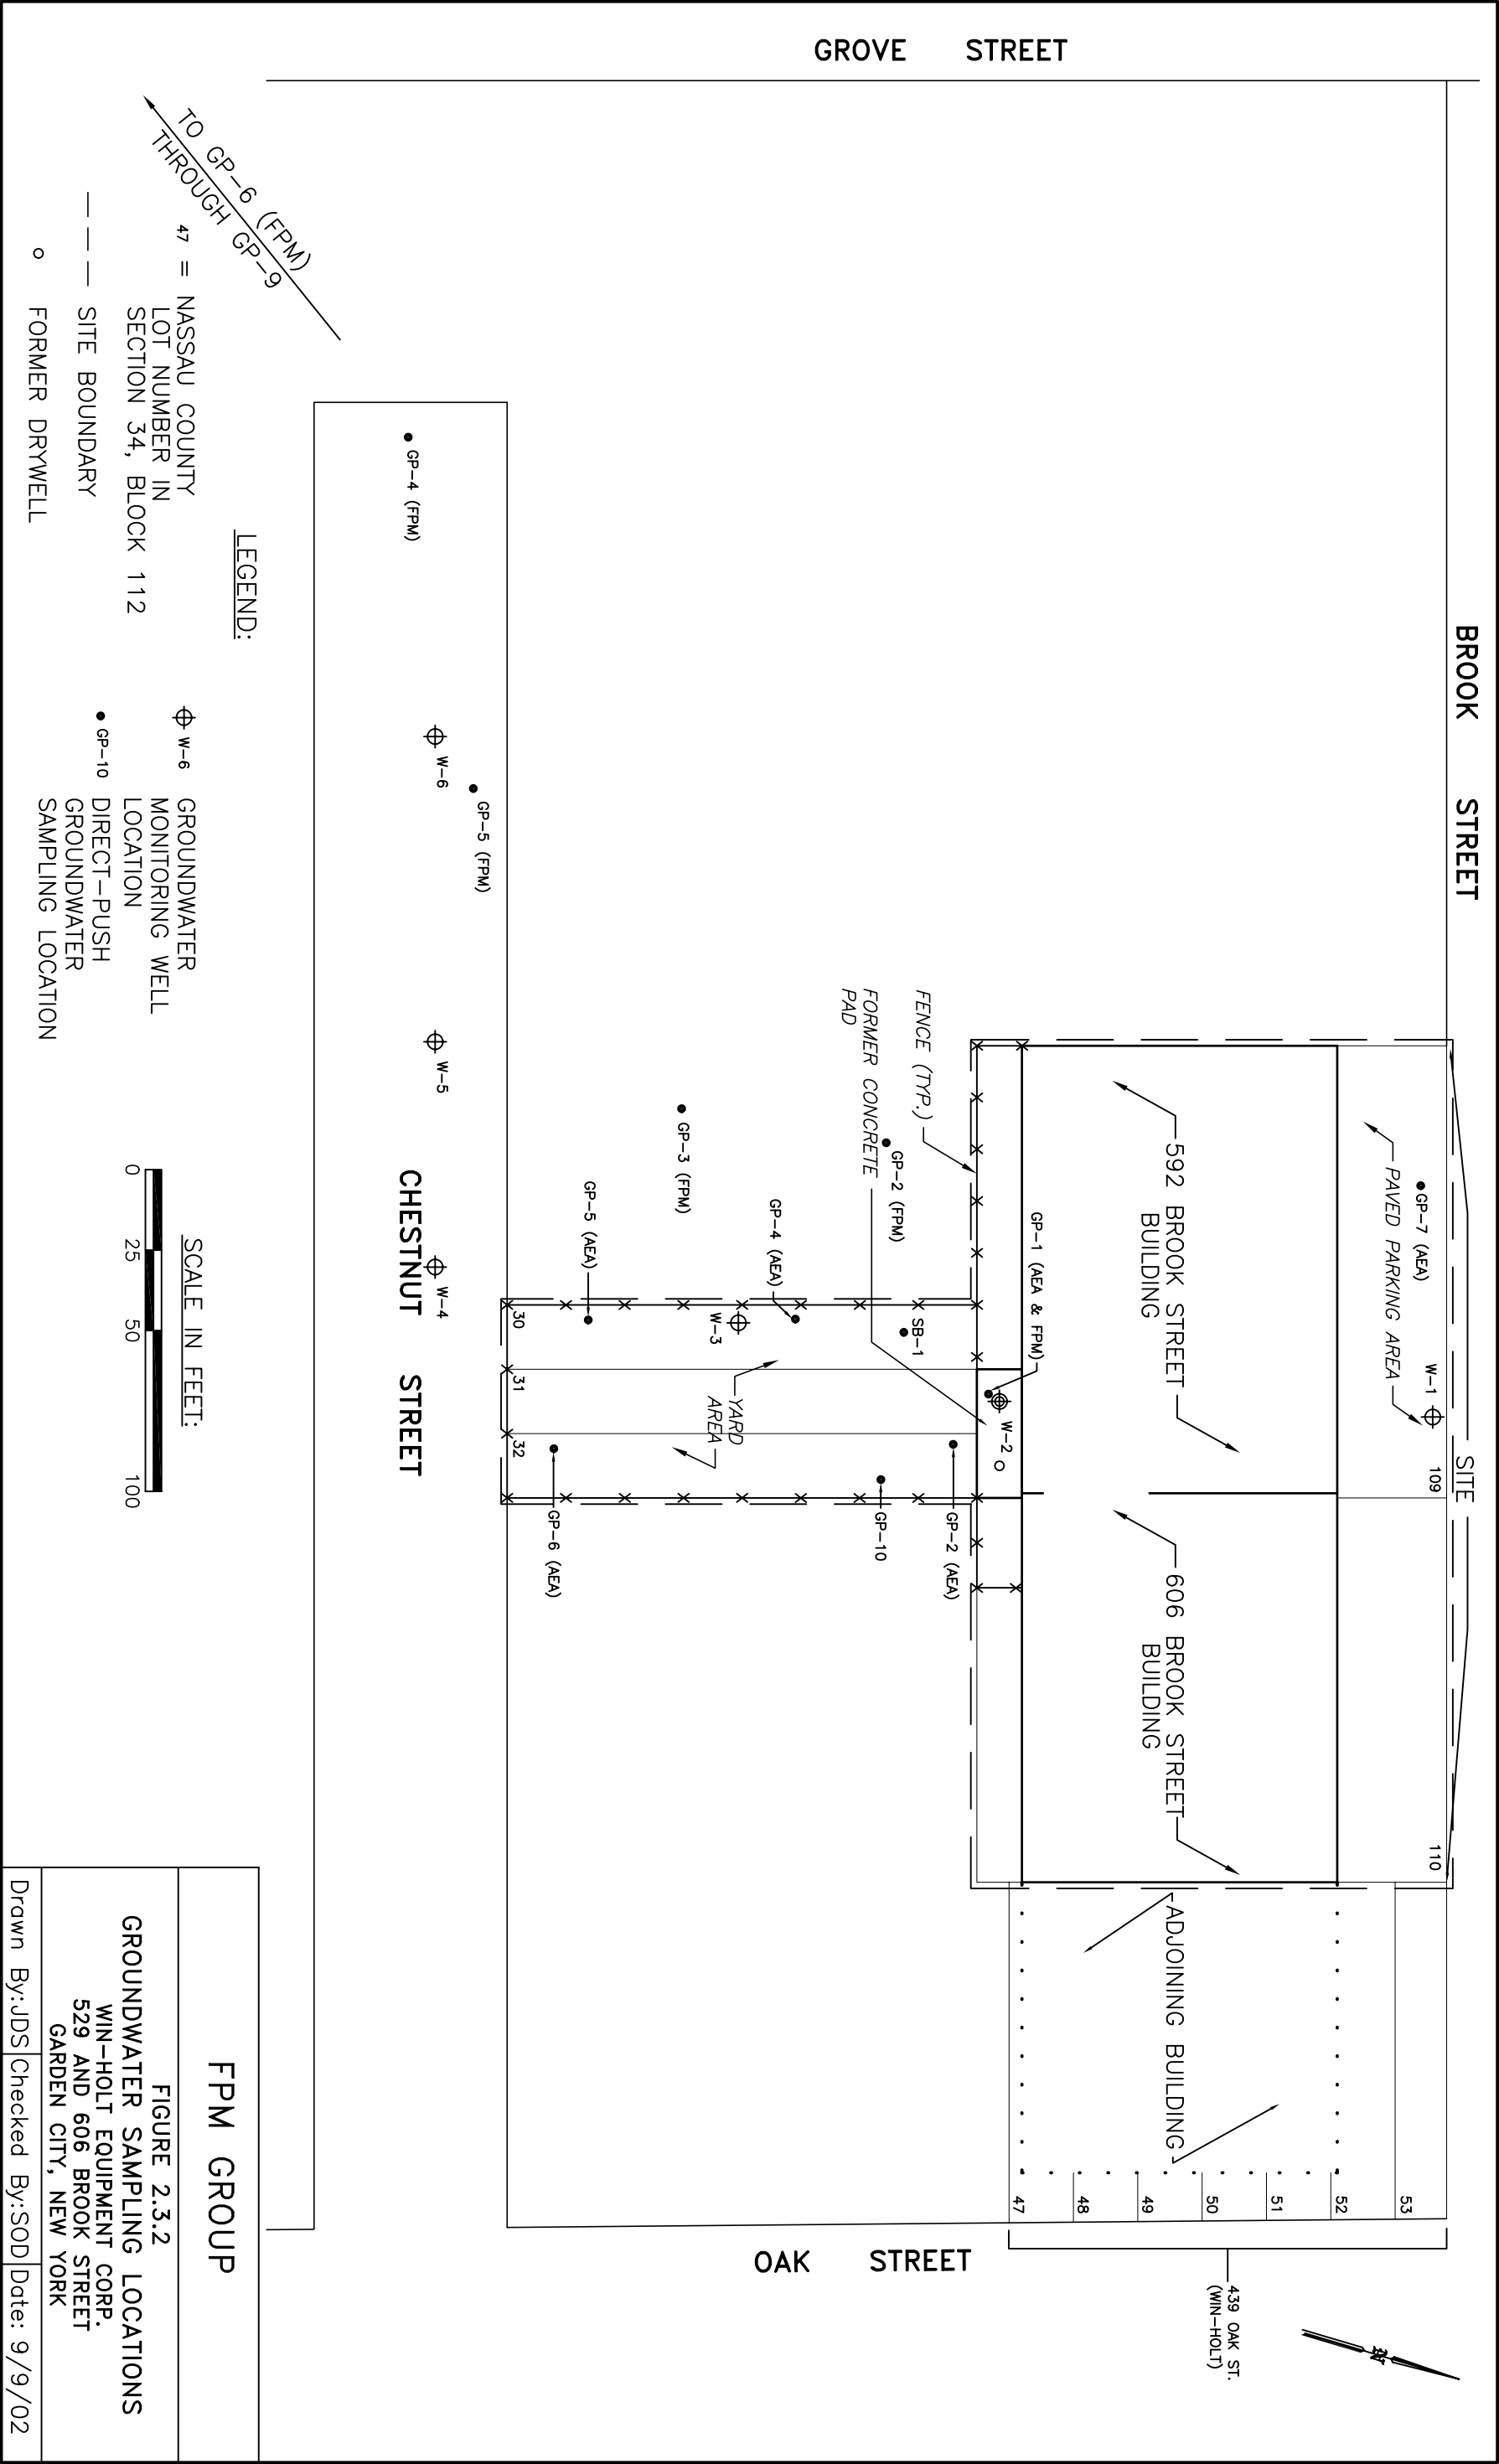 BROOK STREET
GROVE STREET
SITE
GP-7 (AEA)
W-1
109
110
PAVED PARKING AREA
592 BROOK STREET
BUILDING
606 BROOK STREET
BUILDING
ADJOINING BUILDING
53
52
51
50
49
48
47
439 OAK ST.
(WIN-HOLT)
N
OAK STREET
GP-1 (AEA & FPM)
W-2
FENCE (TYP.)
FORMER CONCRETE
PAD
GP-2 (FPM)
SB-1
GP-2 (AEA)
GP-10
GP-4 (AEA)
W-3
YARD
AREA
GP-3 (FPM)
GP-5 (AEA)
GP-6 (AEA)
30
31
32
GP-5 (FPM)
GP-4 (FPM)
W-6
W-5
W-4
CHESTNUT STREET
TO GP-6 (FPM)
THROUGH GP-9
LEGEND:
47 = NASSAU COUNTY
LOT NUMBER IN
SECTION 34, BLOCK 112
SITE BOUNDARY
FORMER DRYWELL
W-6 GROUNDWATER
MONITORING WELL
LOCATION
GP-10 DIRECT-PUSH
GROUNDWATER
SAMPLING LOCATION
SCALE IN FEET:
0 25 50 100
FPM GROUP
FIGURE 2.3.2
GROUNDWATER SAMPLING LOCATIONS
WIN-HOLT EQUIPMENT CORP.
529 AND 606 BROOK STREET
GARDEN CITY, NEW YORK
Drawn By:JDS Checked By:SOD Date: 9/9/02